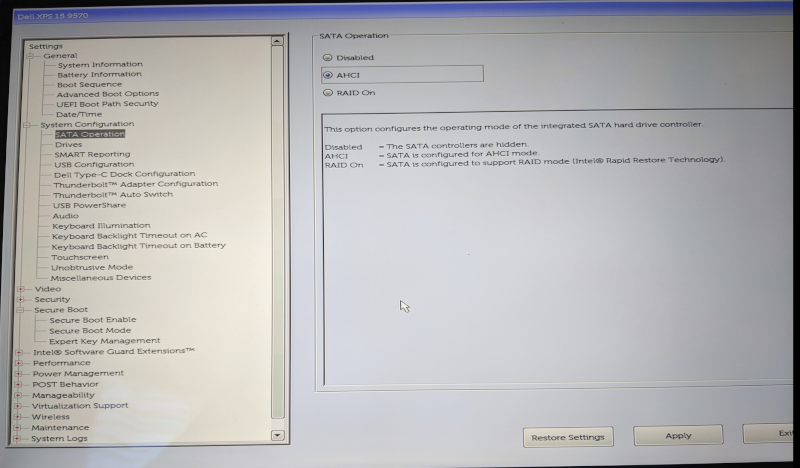 Dell XPS 15 9570
Settings
General
System Information
Battery Information
Boot Sequence
Advanced Boot Options
UEFI Boot Path Security
Date/Time
System Configuration
SATA Operation
Drives
SMART Reporting
USB Configuration
Dell Type-C Dock Configuration
Thunderbolt™ Adapter Configuration
Thunderbolt™ Auto Switch
USB PowerShare
Audio
Keyboard Illumination
Keyboard Backlight Timeout on AC
Keyboard Backlight Timeout on Battery
Touchscreen
Unobtrusive Mode
Miscellaneous Devices
Video
Security
Secure Boot
Secure Boot Enable
Secure Boot Mode
Expert Key Management
Intel® Software Guard Extensions™
Performance
Power Management
POST Behavior
Manageability
Virtualization Support
Wireless
Maintenance
System Logs
SATA Operation
Disabled
AHCI
RAID On
This option configures the operating mode of the integrated SATA hard drive controller.
Disabled = The SATA controllers are hidden.
AHCI = SATA is configured for AHCI mode.
RAID On = SATA is configured to support RAID mode (Intel® Rapid Restore Technology).
Restore Settings
Apply
Exi